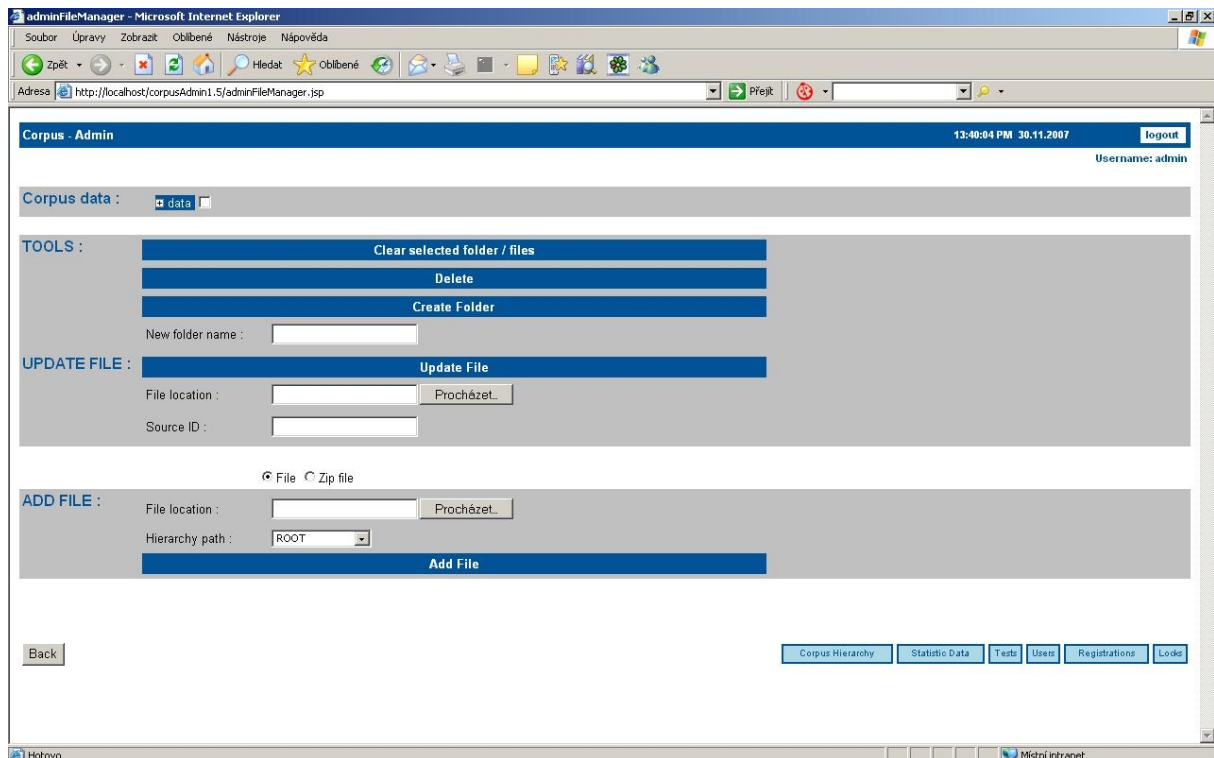 adminFileManager - Microsoft Internet Explorer
Soubor Úpravy Zobrazit Oblíbené Nástroje Nápověda
Zpět Hledat Oblíbené
Adresa http://localhost/corpusAdmin1.5/adminFileManager.jsp Přejít
Corpus - Admin 13:40:04 PM 30.11.2007 logout
Username: admin
Corpus data : data
TOOLS : Clear selected folder / files
Delete
Create Folder
New folder name :
UPDATE FILE : Update File
File location : Procházet...
Source ID :
File Zip file
ADD FILE :
File location : Procházet...
Hierarchy path : ROOT
Add File
Back Corpus Hierarchy Statistic Data Tests Users Registrations Locks
Hotovo Místní intranet